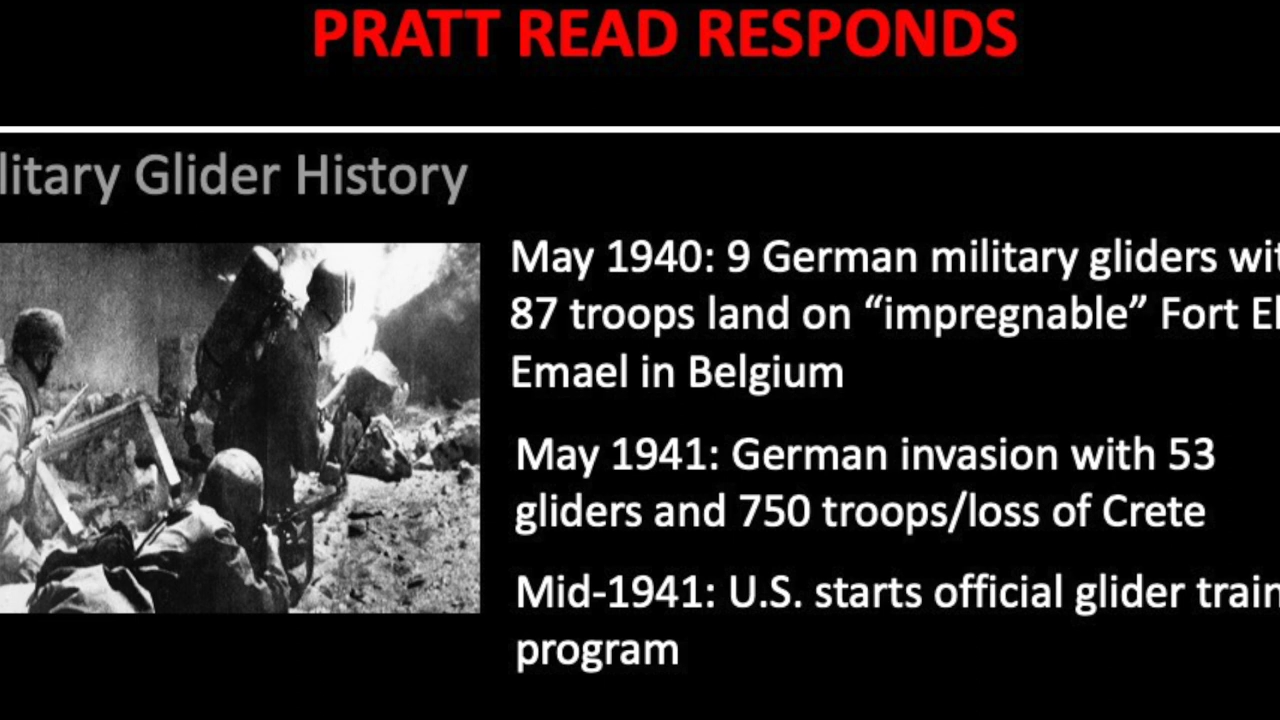 PRATT READ RESPONDS
litary Glider History
May 1940: 9 German military gliders wit
87 troops land on “impregnable” Fort E
Emael in Belgium
May 1941: German invasion with 53
gliders and 750 troops/loss of Crete
Mid-1941: U.S. starts official glider train
program